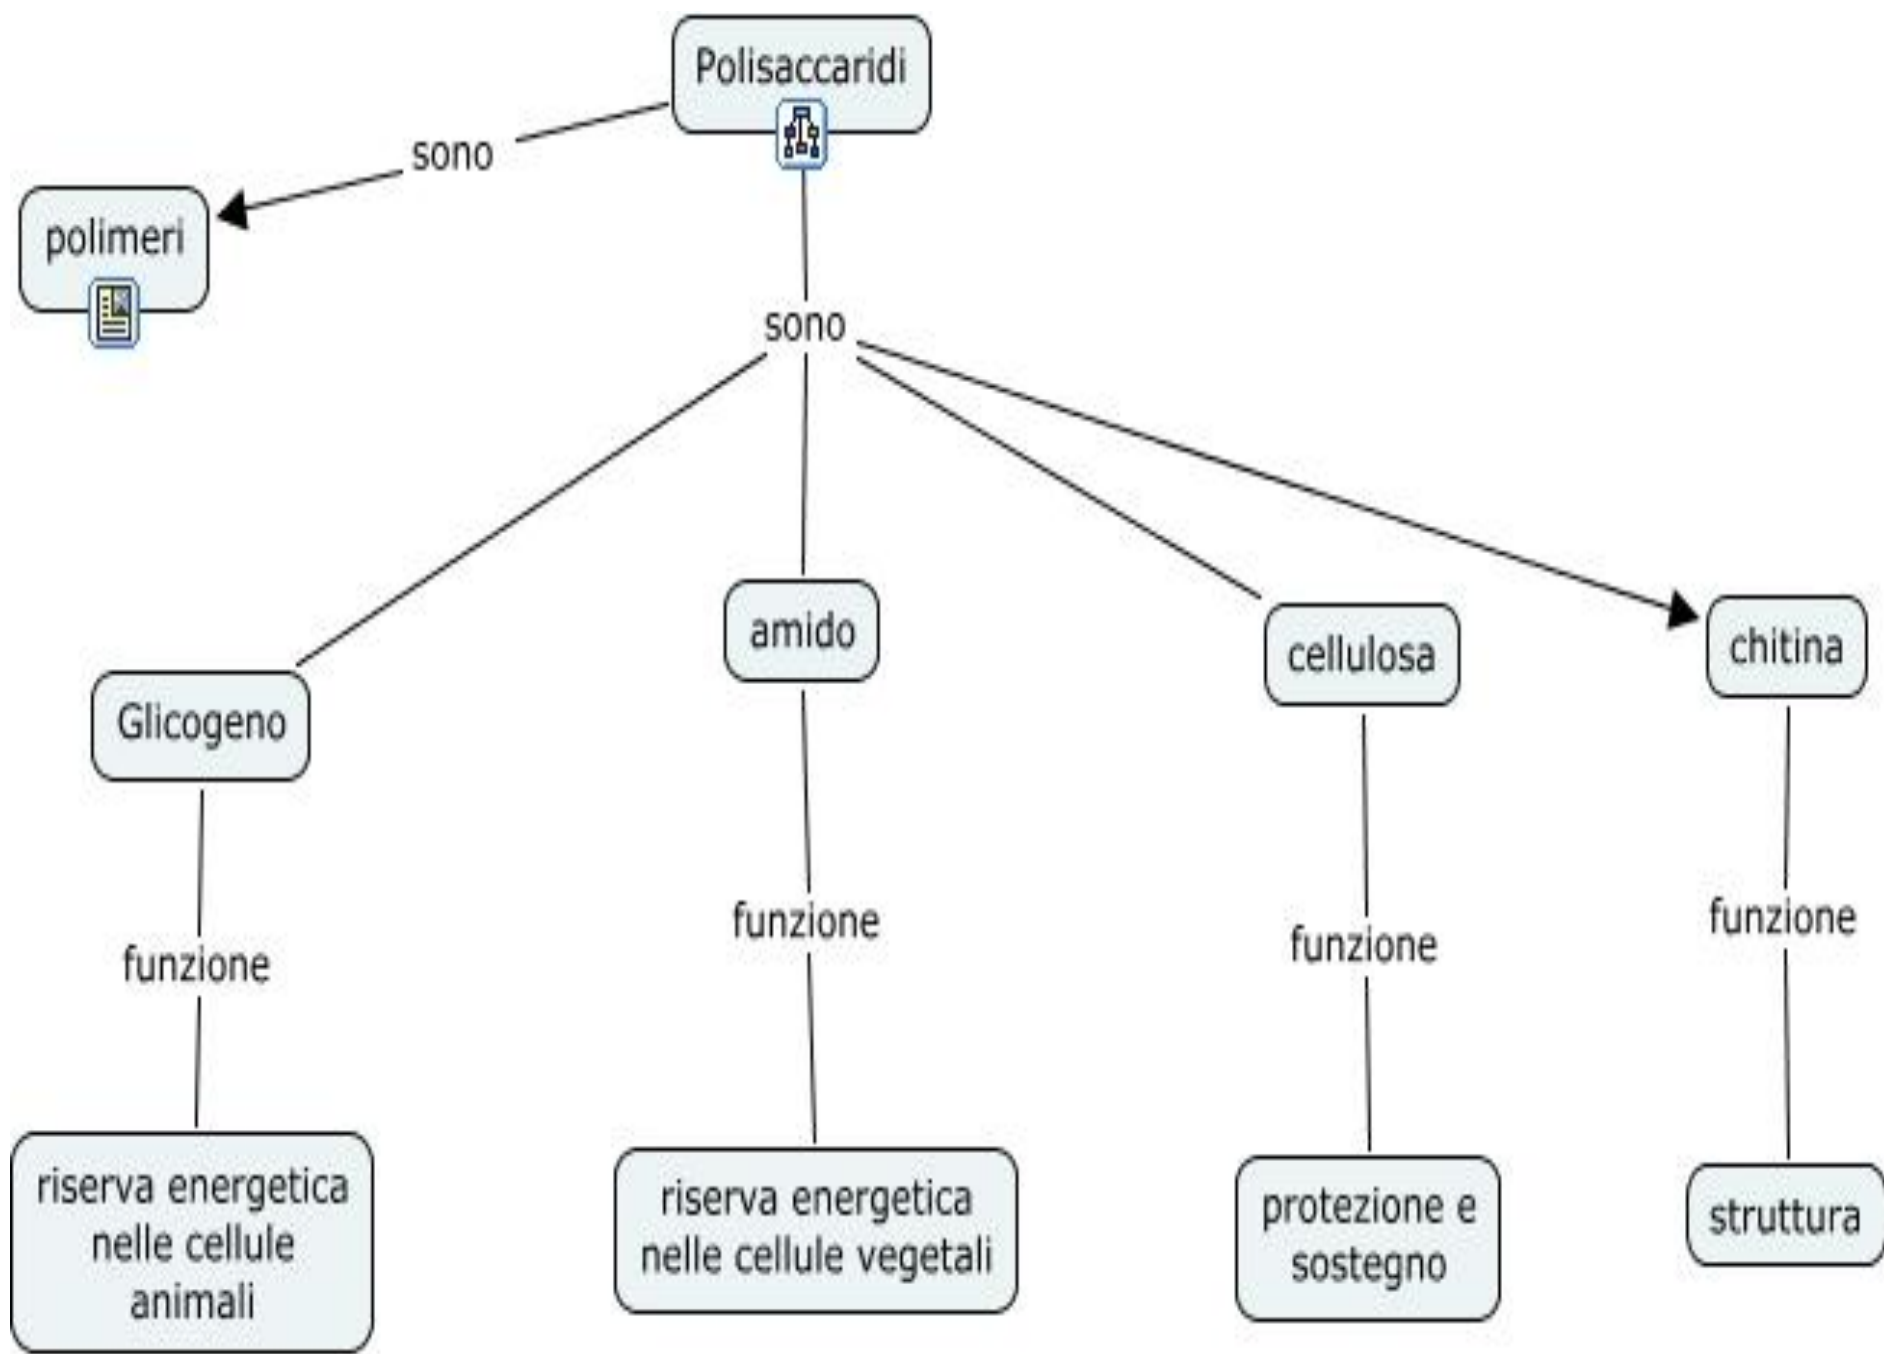 Polisaccaridi
sono
polimeri
sono
Glicogeno
amido
cellulosa
chitina
funzione
funzione
funzione
funzione
riserva energetica
nelle cellule
animali
riserva energetica
nelle cellule vegetali
protezione e
sostegno
struttura